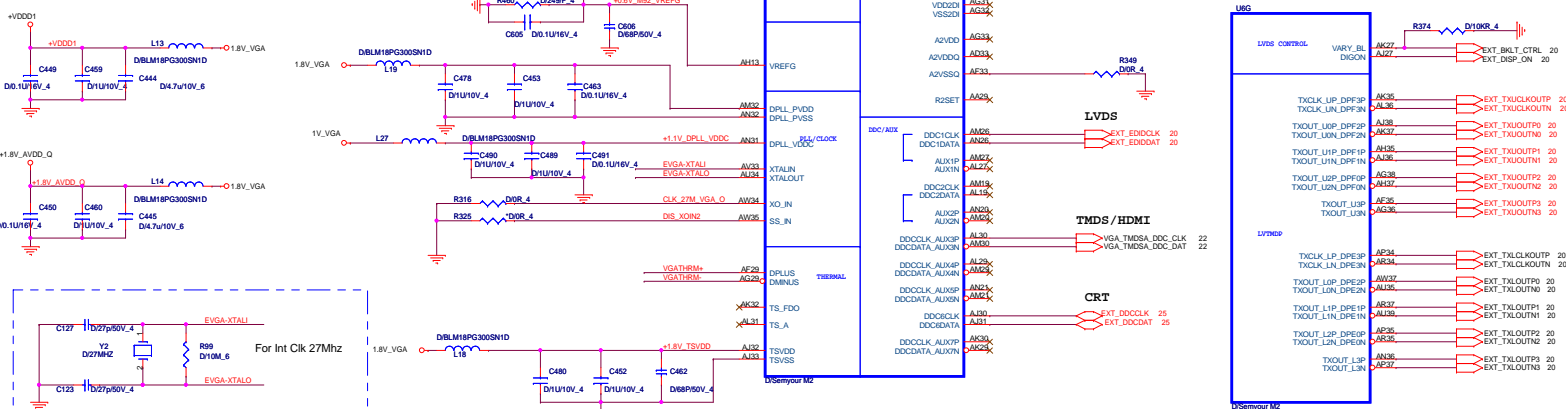 +VDDD1
+VDDD1
L13
1.8V_VGA
D/BLM18PG300SN1D
C449
C459
C444
D/0.1U/16V_4
D/1U/10V_4
D/4.7u/10V_6
+1.8V_AVDD_Q
+1.8V_AVDD_Q
L14
1.8V_VGA
D/BLM18PG300SN1D
C450
C460
C445
D/1U/10V_4
D/4.7u/10V_6
C127
D/27p/50V_4
EVGA-XTALI
Y2
D/27MHZ
1
2
R99
D/10M_6
For Int Clk 27Mhz
C123
D/27p/50V_4
EVGA-XTALO
C605
D/0.1U/16V_4
C606
D/68P/50V_4
1.8V_VGA
D/BLM18PG300SN1D
L19
C478
C453
C463
D/1U/10V_4
D/1U/10V_4
D/0.1U/16V_4
1V_VGA
L27
D/BLM18PG300SN1D
+1.1V_DPLL_VDDC
C490
C489
C491
D/1U/10V_4
D/1U/10V_4
D/0.1U/16V_4
EVGA-XTALI
EVGA-XTALO
R316
D/0R_4
CLK_27M_VGA_O
R325
*D/0R_4
DIS_XOIN2
VGATHRM+
VGATHRM-
1.8V_VGA
D/BLM18PG300SN1D
L18
+1.8V_TSVDD
C480
C452
C462
D/1U/10V_4
D/1U/10V_4
D/68P/50V_4
AH13
VREFG
AM32
DPLL_PVDD
AN32
DPLL_PVSS
AN31
DPLL_VDDC
PLL/CLOCK
AV33
XTALIN
AU34
XTALOUT
AW34
XO_IN
AW35
SS_IN
AF29
DPLUS
AG29
DMINUS
THERMAL
AK32
TS_FDO
AL31
TS_A
AJ32
TSVDD
AJ33
TSVSS
D/Semyour M2
VDD2DI
AG31
VSS2DI
AG32
A2VDD
AG33
A2VDDQ
AD33
A2VSSQ
AF33
R349
D/0R_4
R2SET
AA29
DDC/AUX
LVDS
DDC1CLK
AM26
EXT_EDIDCLK 20
DDC1DATA
AN26
EXT_EDIDDAT 20
AUX1P
AM27
AUX1N
AL27
DDC2CLK
AM19
DDC2DATA
AL19
AUX2P
AN20
AUX2N
AM20
TMDS/HDMI
DDCCLK_AUX3P
AL30
VGA_TMDSA_DDC_CLK 22
DDCDATA_AUX3N
AM30
VGA_TMDSA_DDC_DAT 22
DDCCLK_AUX4P
AL29
DDCDATA_AUX4N
AM29
DDCCLK_AUX5P
AN21
DDCDATA_AUX5N
AM21
CRT
DDC6CLK
AJ30
EXT_DDCCLK 25
DDC6DATA
AJ31
EXT_DDCDAT 25
DDCCLK_AUX7P
AK30
DDCDATA_AUX7N
AK29
U6G
R374
D/10KR_4
LVDS CONTROL
VARY_BL
AK27
EXT_BKLT_CTRL 20
DIGON
AJ27
EXT_DISP_ON 20
TXCLK_UP_DPF3P
AK35
EXT_TXUCLKOUTP
TXCLK_UN_DPF3N
AL36
EXT_TXUCLKOUTN
TXOUT_U0P_DPF2P
AJ38
EXT_TXUOUTP0 20
TXOUT_U0N_DPF2N
AK37
EXT_TXUOUTN0 20
TXOUT_U1P_DPF1P
AH35
EXT_TXUOUTP1 20
TXOUT_U1N_DPF1N
AJ36
EXT_TXUOUTN1 20
TXOUT_U2P_DPF0P
AG38
EXT_TXUOUTP2 20
TXOUT_U2N_DPF0N
AH37
EXT_TXUOUTN2 20
TXOUT_U3P
AF35
EXT_TXUOUTP3 20
TXOUT_U3N
AG36
EXT_TXUOUTN3 20
LVTMDP
TXCLK_LP_DPE3P
AP34
EXT_TXLCLKOUTP 20
TXCLK_LN_DPE3N
AR34
EXT_TXLCLKOUTN 20
TXOUT_L0P_DPE2P
AW37
EXT_TXLOUTP0 20
TXOUT_L0N_DPE2N
AU35
EXT_TXLOUTN0 20
TXOUT_L1P_DPE1P
AR37
EXT_TXLOUTP1 20
TXOUT_L1N_DPE1N
AU39
EXT_TXLOUTN1 20
TXOUT_L2P_DPE0P
AP35
EXT_TXLOUTP2 20
TXOUT_L2N_DPE0N
AR35
EXT_TXLOUTN2 20
TXOUT_L3P
AN36
EXT_TXLOUTP3 20
TXOUT_L3N
AP37
EXT_TXLOUTN3 20
D/Semyour M2